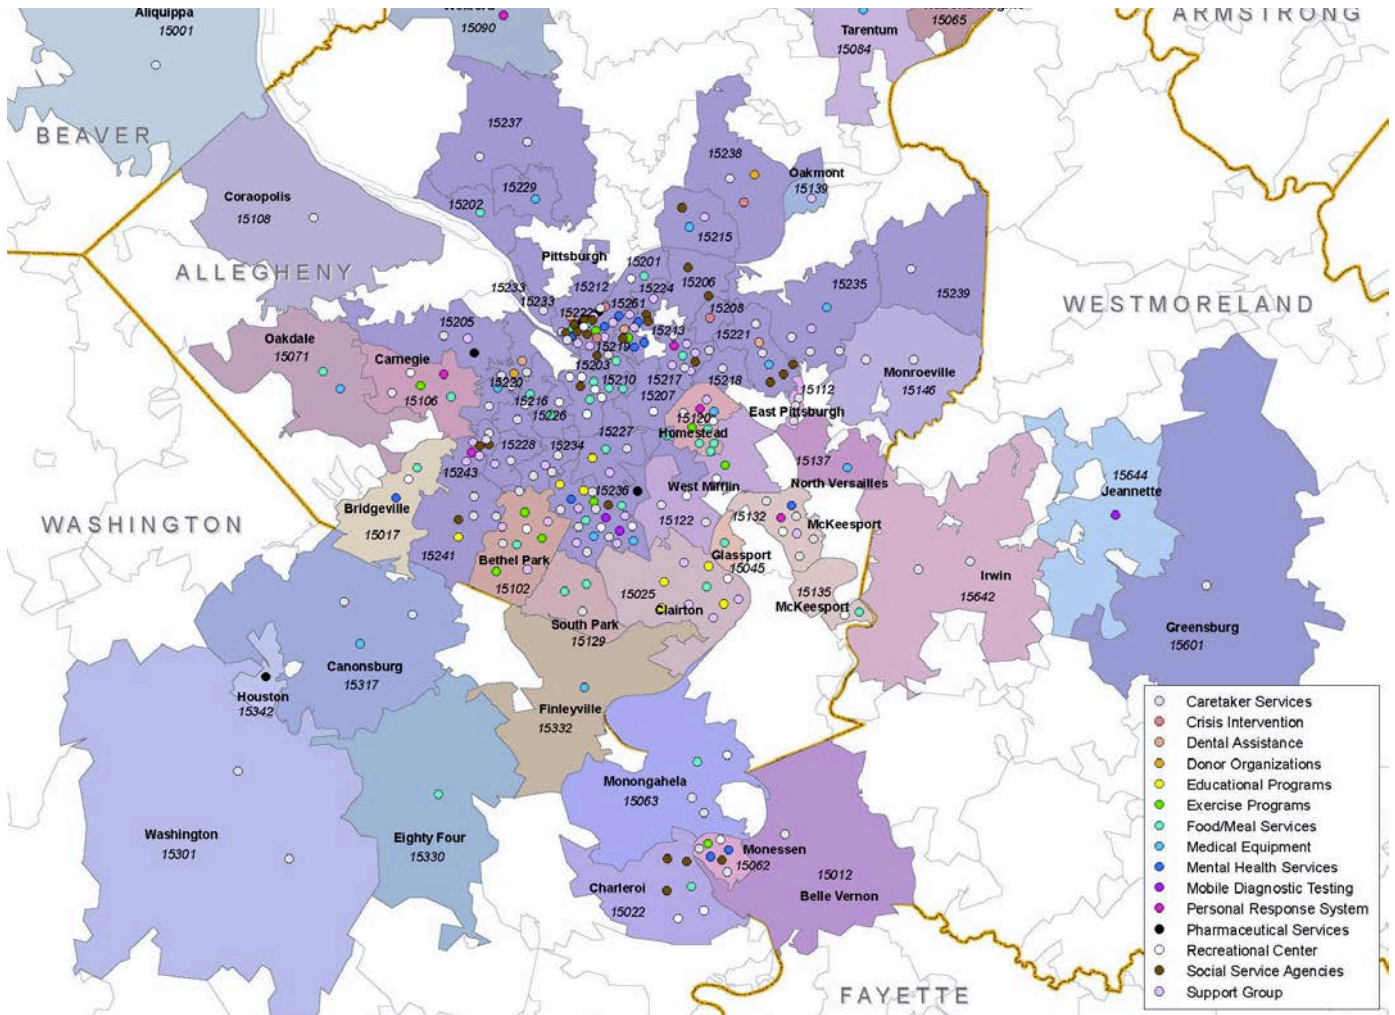 Aliquippa
15001
15090
15065
ARMSTRONG
Tarentum
15084
BEAVER
15237
15238
Oakmont
15139
15229
15202
Coraopolis
15108
15215
ALLEGHENY
Pittsburgh
15201
15212
15233
15224
15206
15235
15239
15233
15261
15208
WESTMORELAND
15222
15205
15213
15221
Oakdale
15071
Carnegie
15219
15203
Monroeville
15146
15220
15210
15217
15218
15112
15106
15216
15207
15226
East Pittsburgh
15120
Homestead
15227
15228
15234
15243
15137
North Versailles
15644
Jeannette
West Mifflin
15236
Bridgeville
15017
15122
15132
McKeesport
WASHINGTON
15241
Bethel Park
15102
Glassport
15045
Irwin
15642
15025
Clairton
15135
McKeesport
South Park
15129
Greensburg
15601
Canonsburg
15317
Houston
15342
Finleyville
15332
Monongahela
15063
Washington
15301
Eighty Four
15330
Monessen
15062
15012
Belle Vernon
Charleroi
15022
FAYETTE
Caretaker Services
Crisis Intervention
Dental Assistance
Donor Organizations
Educational Programs
Exercise Programs
Food/Meal Services
Medical Equipment
Mental Health Services
Mobile Diagnostic Testing
Personal Response System
Pharmaceutical Services
Recreational Center
Social Service Agencies
Support Group